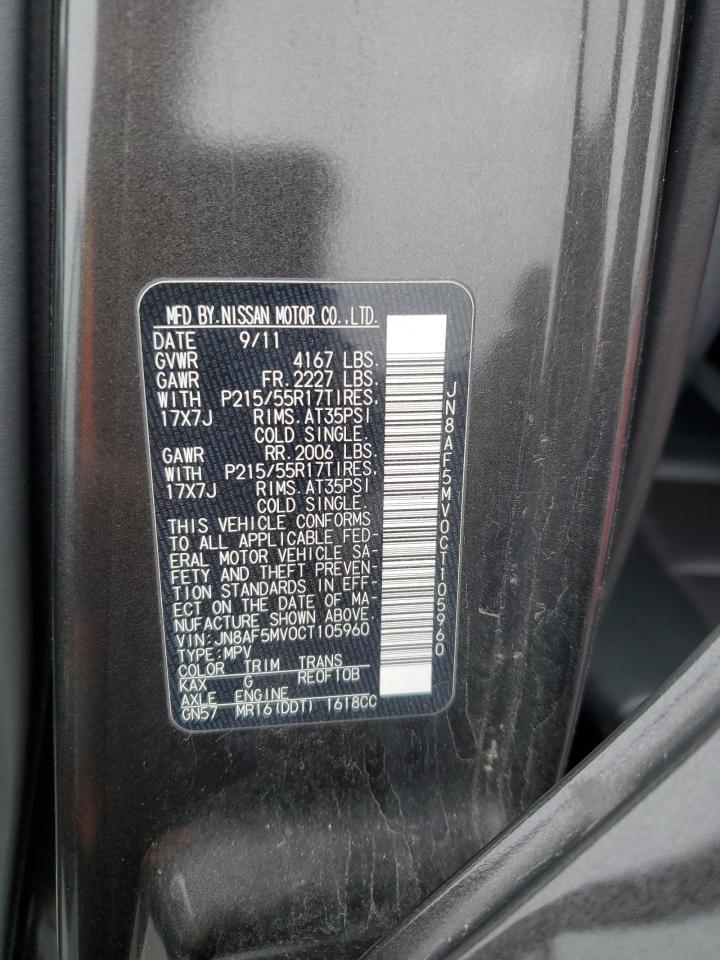 MFD BY.NISSAN MOTOR CO.,LTD.
DATE 9/11
GVWR 4167 LBS.
GAWR FR.2227 LBS.
WITH P215/55R17TIRES,
17X7J RIMS.AT35PSI
COLD SINGLE.
GAWR RR.2006 LBS.
WITH P215/55R17TIRES,
17X7J RIMS.AT35PSI
COLD SINGLE.
THIS VEHICLE CONFORMS
TO ALL APPLICABLE FED-
ERAL MOTOR VEHICLE SA-
FETY AND THEFT PREVEN-
TION STANDARDS IN EFF-
ECT ON THE DATE OF MA-
NUFACTURE SHOWN ABOVE.
VIN:JN8AF5MV0CT105960
TYPE:MPV
COLOR TRIM TRANS
KAX G RE0F10B
AXLE ENGINE
GN57 MR16(DDT) 1618CC
JN8AF5MV0CT105960